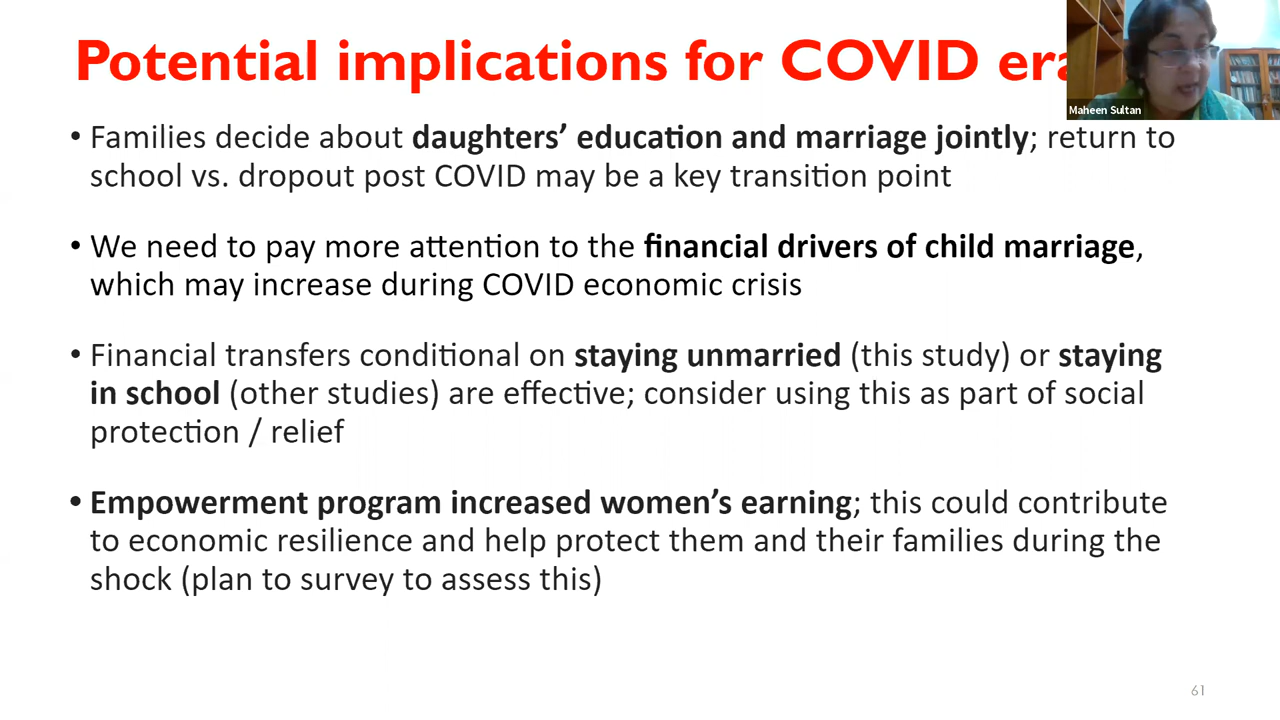 Potential implications for COVID era
Maheen Sultan
• Families decide about daughters’ education and marriage jointly; return to
school vs. dropout post COVID may be a key transition point
• We need to pay more attention to the financial drivers of child marriage,
which may increase during COVID economic crisis
• Financial transfers conditional on staying unmarried (this study) or staying
in school (other studies) are effective; consider using this as part of social
protection / relief
• Empowerment program increased women’s earning; this could contribute
to economic resilience and help protect them and their families during the
shock (plan to survey to assess this)
61